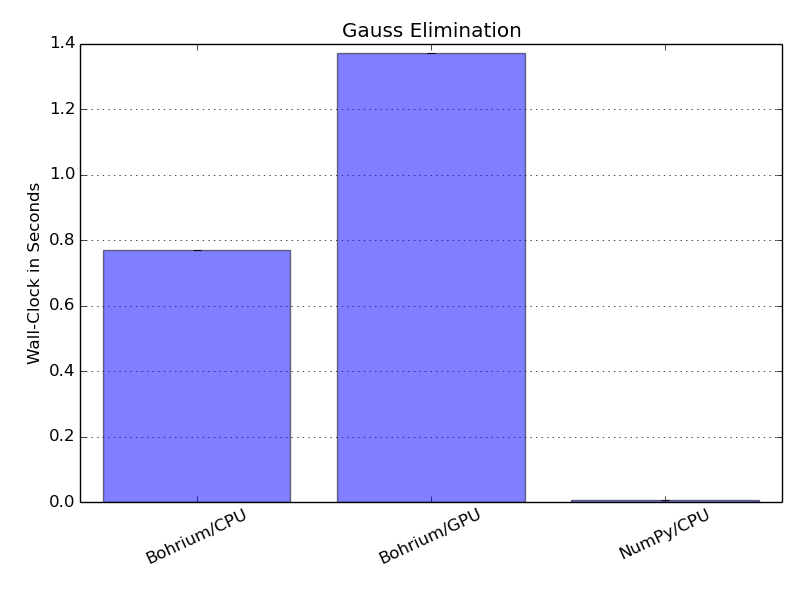 Gauss Elimination
Wall-Clock in Seconds
1.4
1.2
1.0
0.8
0.6
0.4
0.2
0.0
Bohrium/CPU
Bohrium/GPU
NumPy/CPU